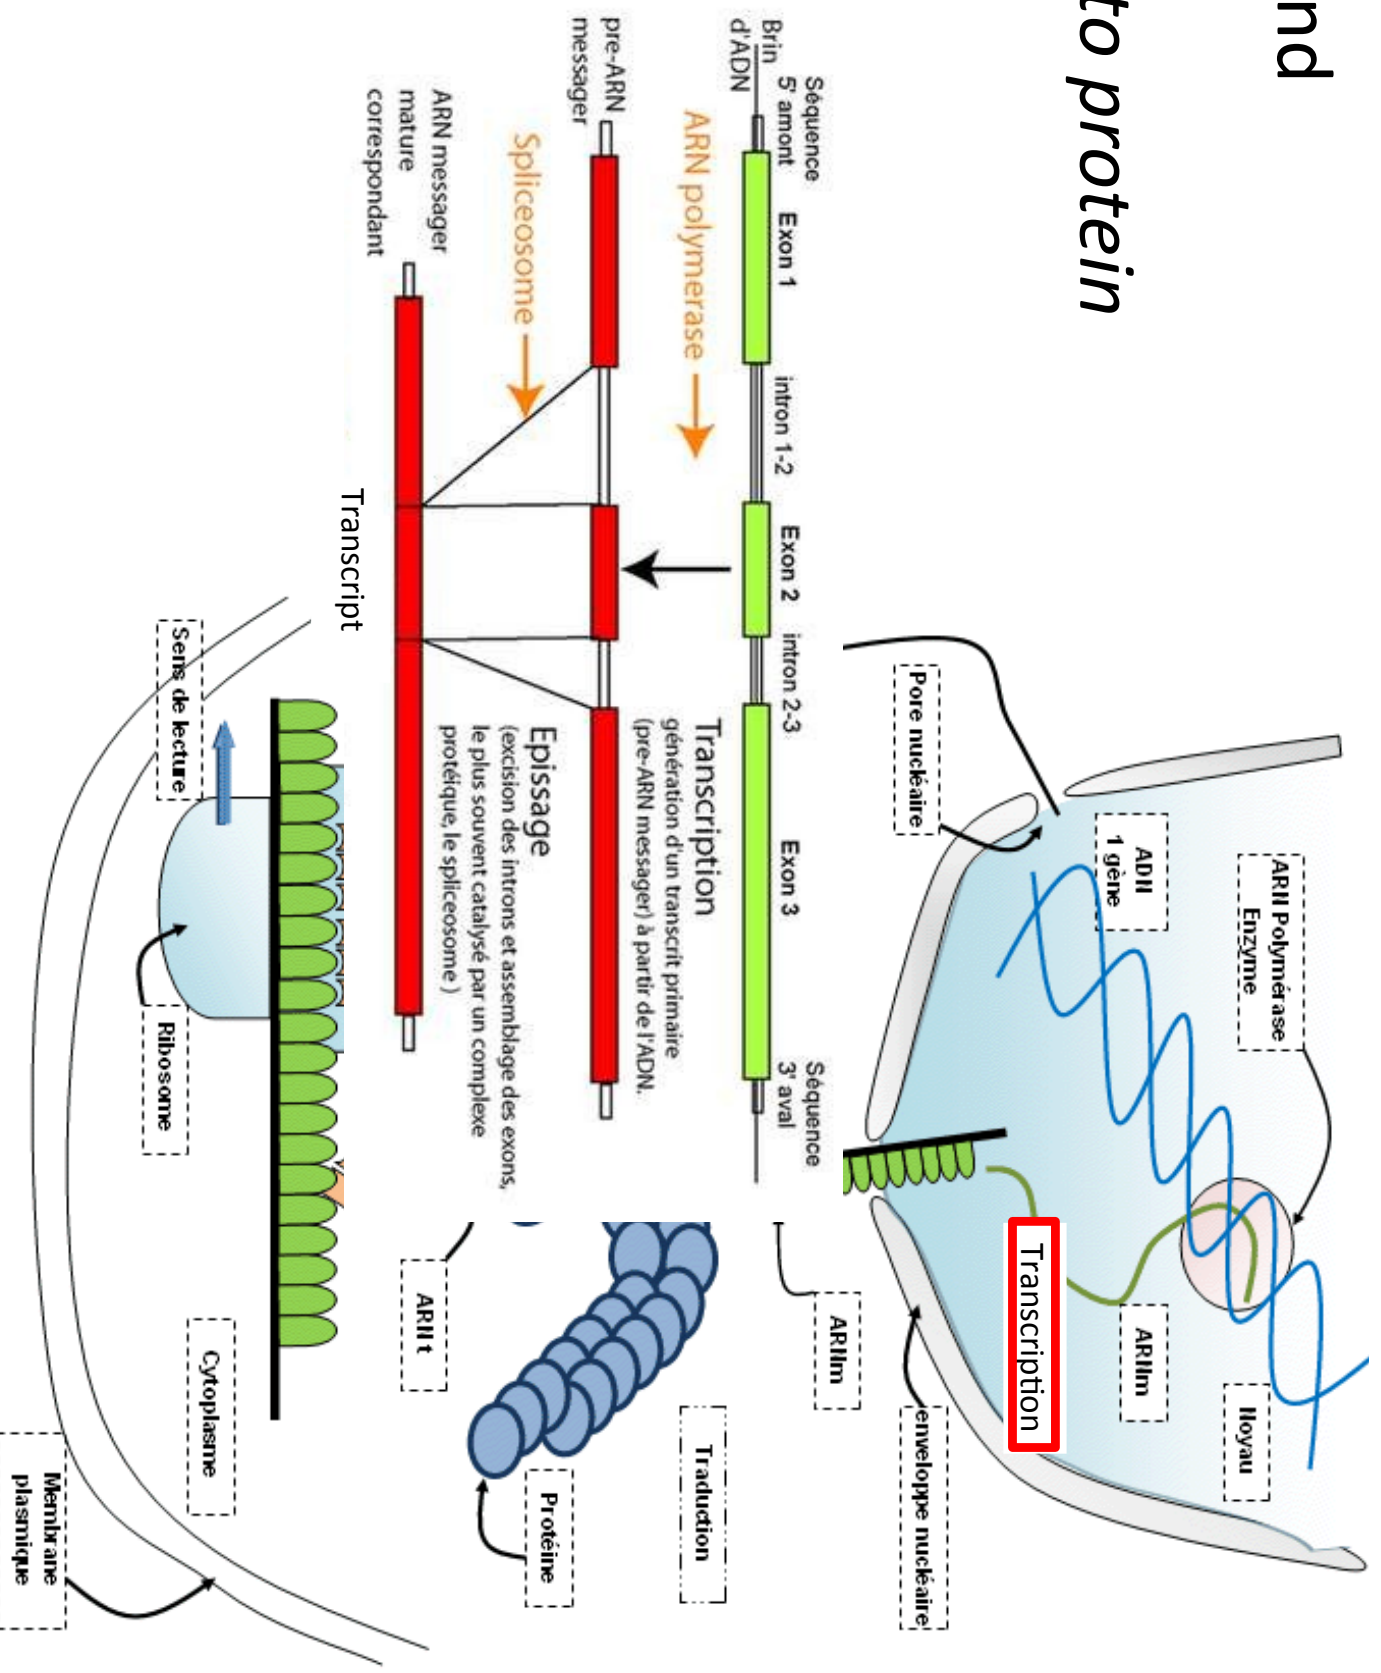 nd
to protein
ARN Polymérase
Enzyme
ADN
1 gène
Noyau
Pore nucléaire
ARNm
Transcription
enveloppe nucléaire
Séquence
5' amont
Exon 1
intron 1-2
Exon 2
intron 2-3
Exon 3
Séquence
3' aval
Brin
d'ADN
ARN polymerase
Transcription
génération d'un transcrit primaire
(pre-ARN messager) à partir de l'ADN.
pre-ARN
messager
Spliceosome
Epissage
(excision des introns et assemblage des exons,
le plus souvent catalysé par un complexe
protéique, le spliceosome )
ARN messager
mature
correspondant
Transcript
ARNm
Traduction
Protéine
ARN t
Sens de lecture
Ribosome
Cytoplasme
Membrane
plasmique